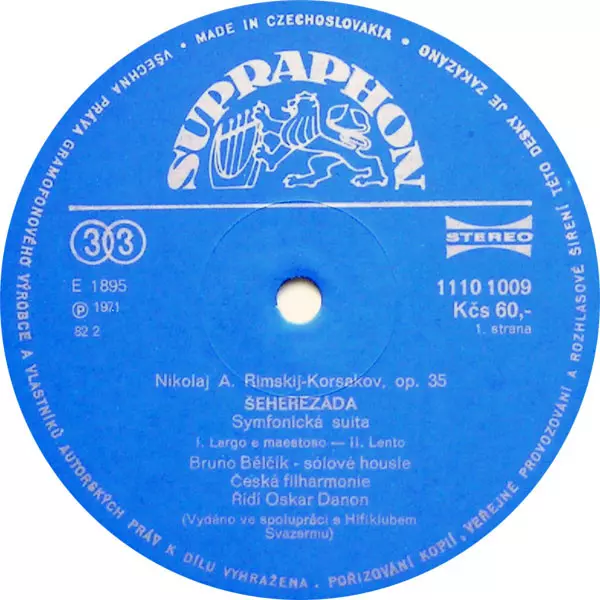 VŠECHNA PRÁVA GRAMOFONOVÉHO VÝROBCE A VLASTNÍKŮ AUTORSKÝCH PRÁV K DÍLU VYHRAŽENA. POŘIZOVÁNÍ KOPIÍ, VEŘEJNÉ PROVOZOVÁNÍ A ROZHLASOVÉ ŠÍŘENÍ TÉTO DESKY JE ZAKÁZÁNO • MADE IN CZECHOSLOVAKIA •
SUPRAPHON
33
STEREO
E 1895
℗ 1971
82 2
1110 1009
Kčs 60,-
1. strana
Nikolaj A. Rimskij-Korsakov, op. 35
ŠEHEREZÁDA
Symfonická suita
I. Largo e maestoso — II. Lento
Bruno Bělčík - sólové housle
Česká filharmonie
Řídí Oskar Danon
(Vydáno ve spolupráci s Hifiklubem
Svazarmu)